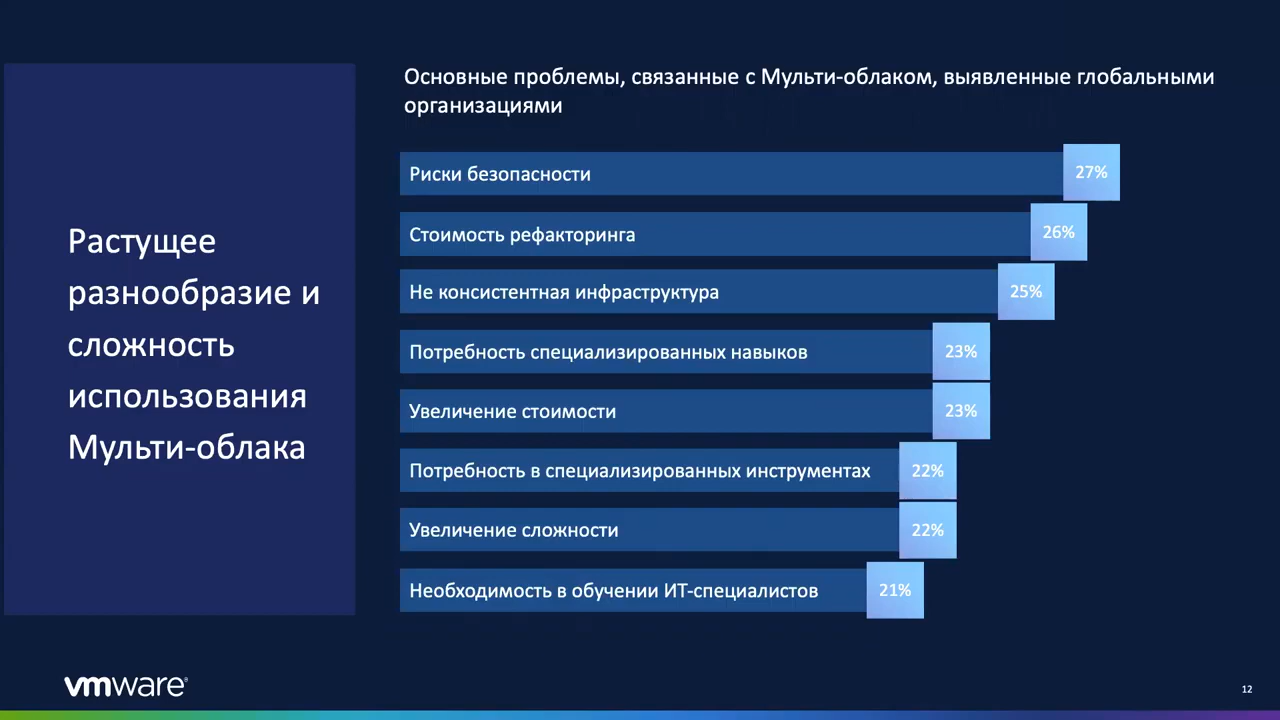 Растущее
разнообразие и
сложность
использования
Мульти-облака
Основные проблемы, связанные с Мульти-облаком, выявленные глобальными
организациями
Риски безопасности 27%
Стоимость рефакторинга 26%
Не консистентная инфраструктура 25%
Потребность специализированных навыков 23%
Увеличение стоимости 23%
Потребность в специализированных инструментах 22%
Увеличение сложности 22%
Необходимость в обучении ИТ-специалистов 21%
vmware®
12